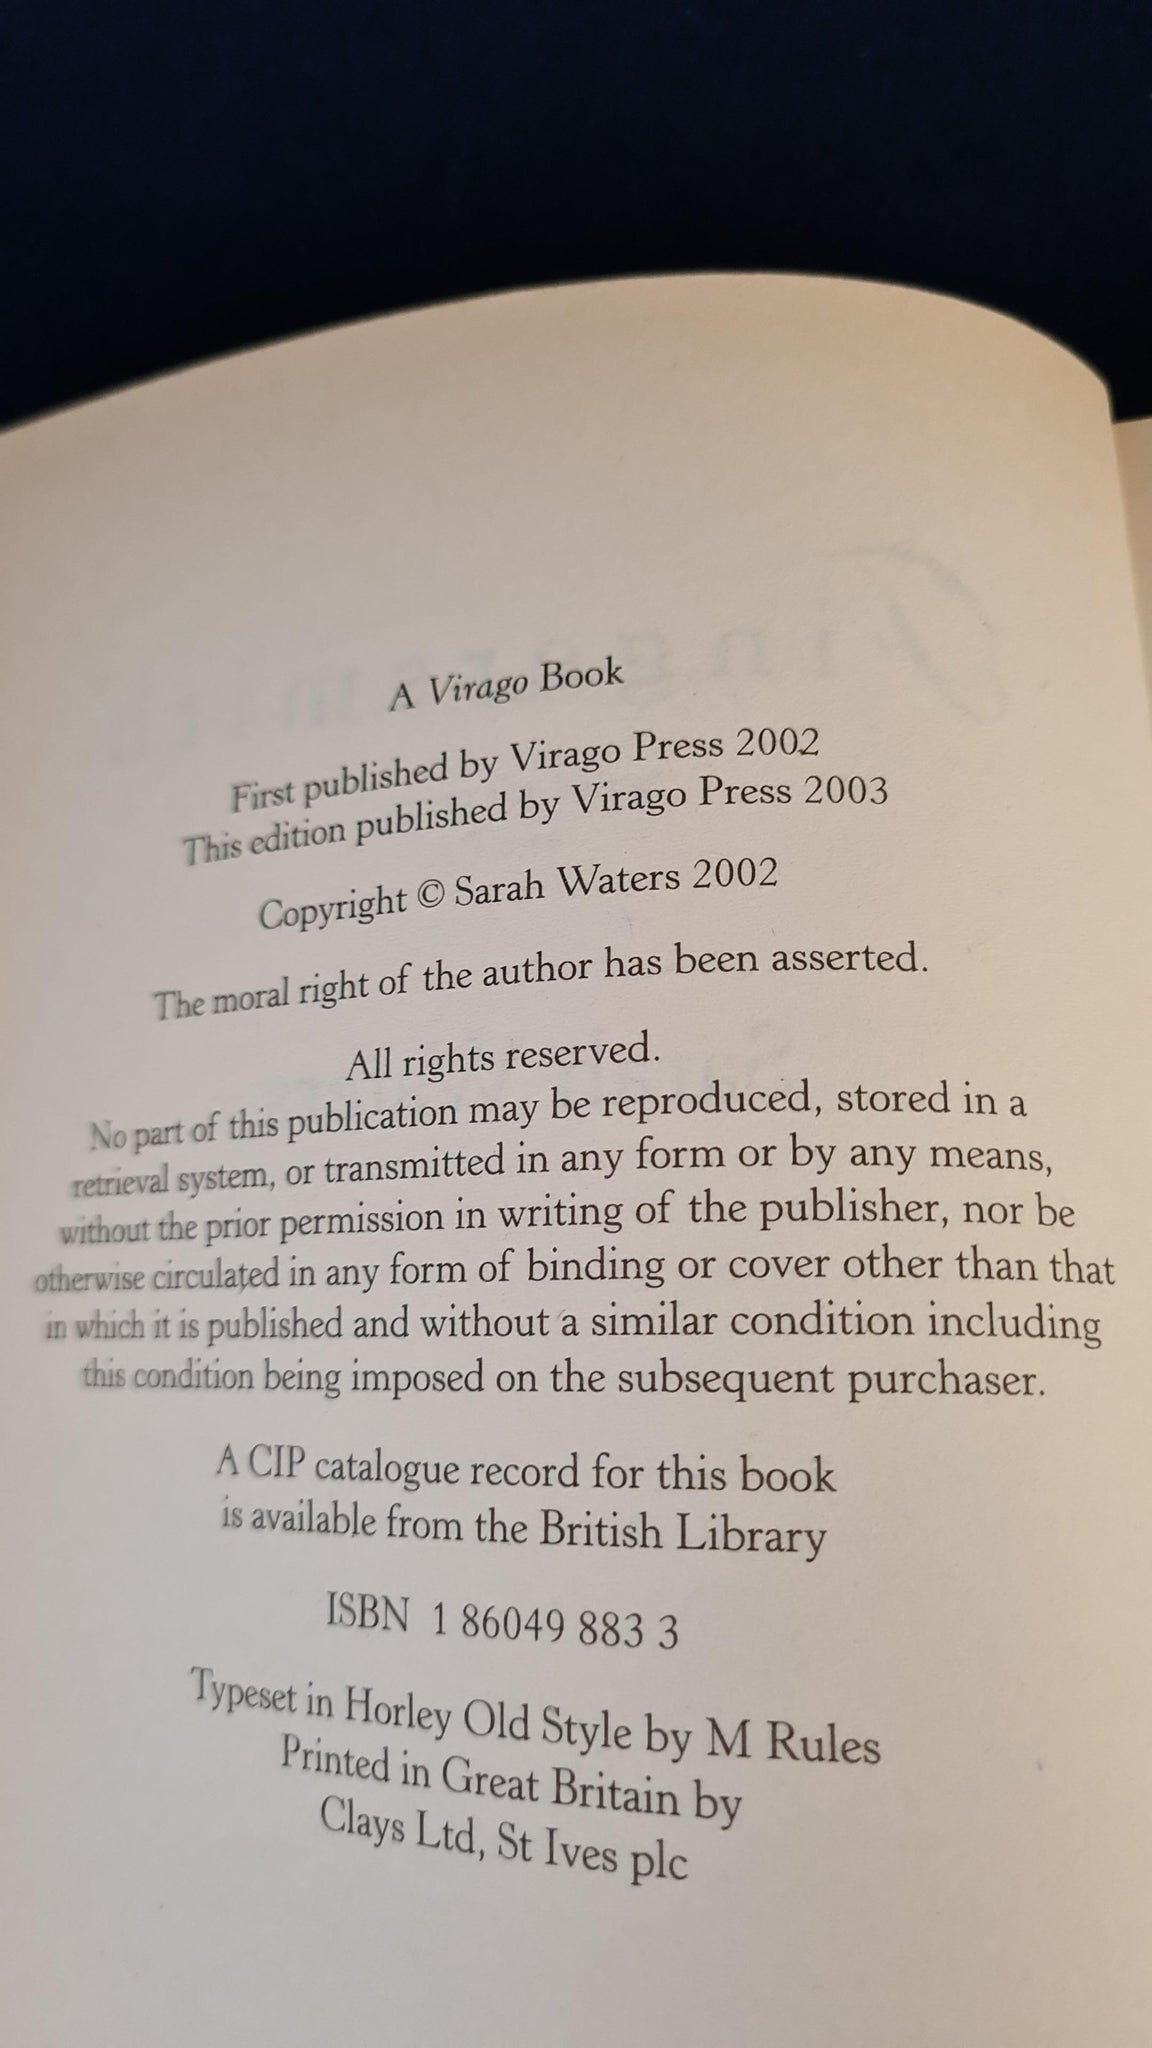 A Virago Book
First published by Virago Press 2002
This edition published by Virago Press 2003
Copyright © Sarah Waters 2002
The moral right of the author has been asserted.
All rights reserved.
No part of this publication may be reproduced, stored in a
retrieval system, or transmitted in any form or by any means,
without the prior permission in writing of the publisher, nor be
otherwise circulated in any form of binding or cover other than that
in which it is published and without a similar condition including
this condition being imposed on the subsequent purchaser.
A CIP catalogue record for this book
is available from the British Library
ISBN 1 86049 883 3
Typeset in Horley Old Style by M Rules
Printed in Great Britain by
Clays Ltd, St Ives plc